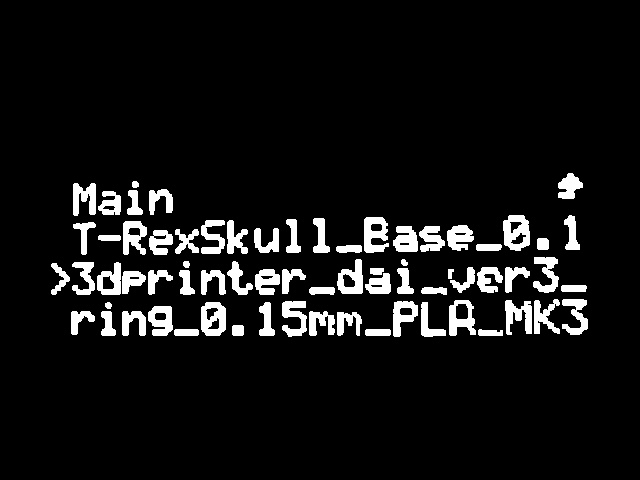 Main
T-RexSkull_Base_0.1
>3dprinter_dai_ver3_
ring_0.15mm_PLA_MK3